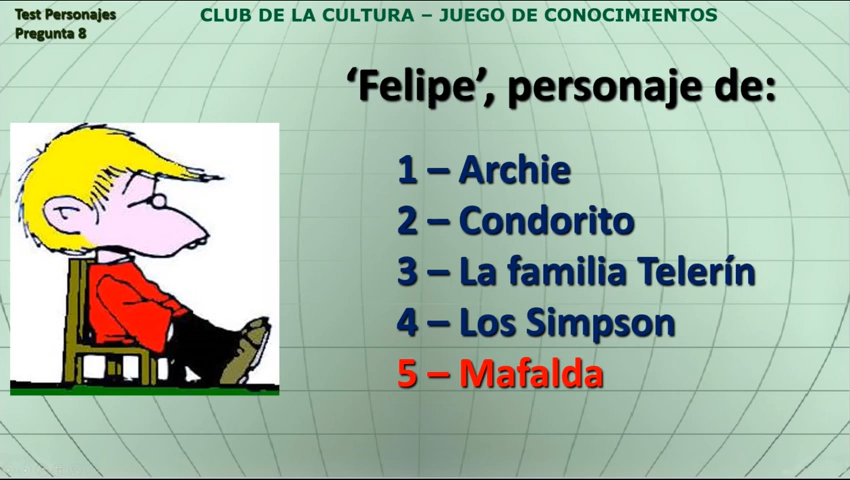 Test Personajes
Pregunta 8
CLUB DE LA CULTURA – JUEGO DE CONOCIMIENTOS
‘Felipe’, personaje de:
1 – Archie
2 – Condorito
3 – La familia Telerín
4 – Los Simpson
5 – Mafalda